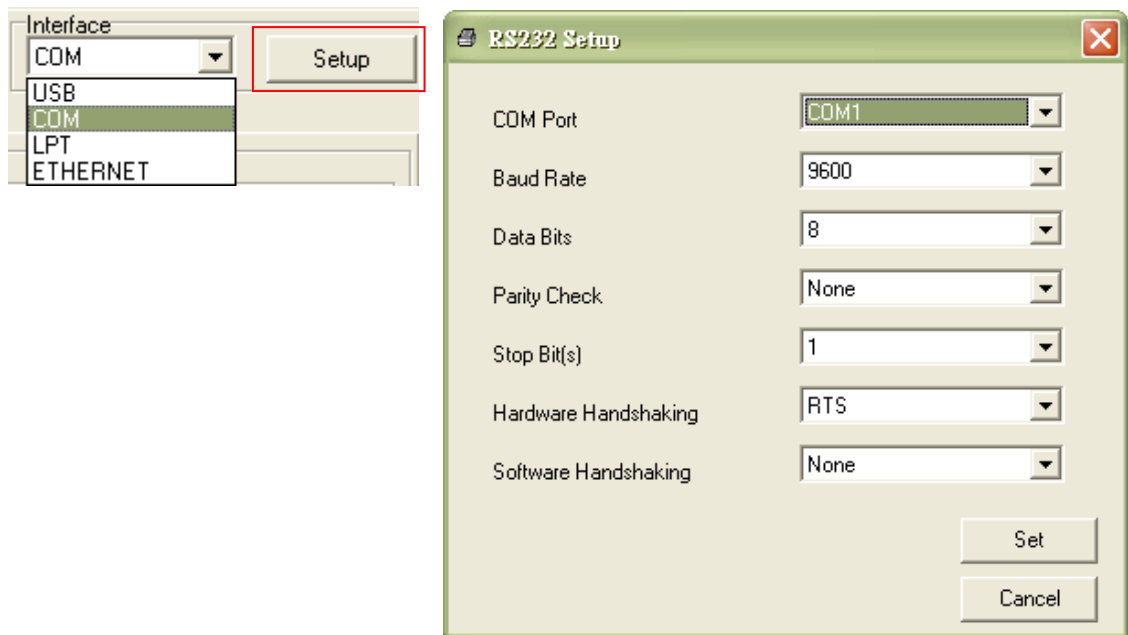 Interface
COM
Setup
USB
COM
LPT
ETHERNET
RS232 Setup
COM Port
COM1
Baud Rate
9600
Data Bits
8
Parity Check
None
Stop Bit(s)
1
Hardware Handshaking
RTS
Software Handshaking
None
Set
Cancel